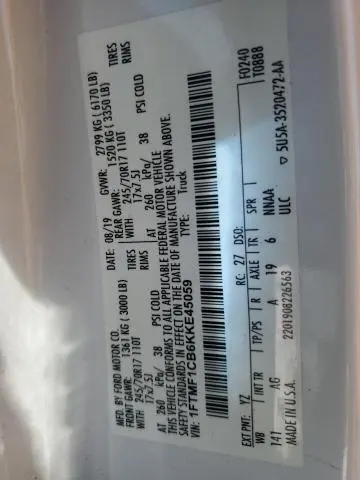 MFD. BY FORD MOTOR CO.
DATE: 08/19 GVWR: 2799 KG ( 6170 LB)
FRONT GAWR: 1361 KG ( 3000 LB) REAR GAWR: 1520 KG ( 3350 LB)
WITH 245/70R17 110T TIRES WITH 245/70R17 110T TIRES
17x7.5J RIMS 17x7.5J RIMS
AT 260 kPa/ 38 PSI COLD AT 260 kPa/ 38 PSI COLD
THIS VEHICLE CONFORMS TO ALL APPLICABLE FEDERAL MOTOR VEHICLE
SAFETY STANDARDS IN EFFECT ON THE DATE OF MANUFACTURE SHOWN ABOVE.
VIN: 1FTMF1CB6KKE45059 TYPE: Truck
F0240
T0888
EXT PNT: YZ RC: 27 DSO:
WB INT TR TP/PS R AXLE TR SPR
141 AG A 19 6 NNAA
ULC
2201908226563
MADE IN U.S.A. ▽ 5U5A-3520472-AA